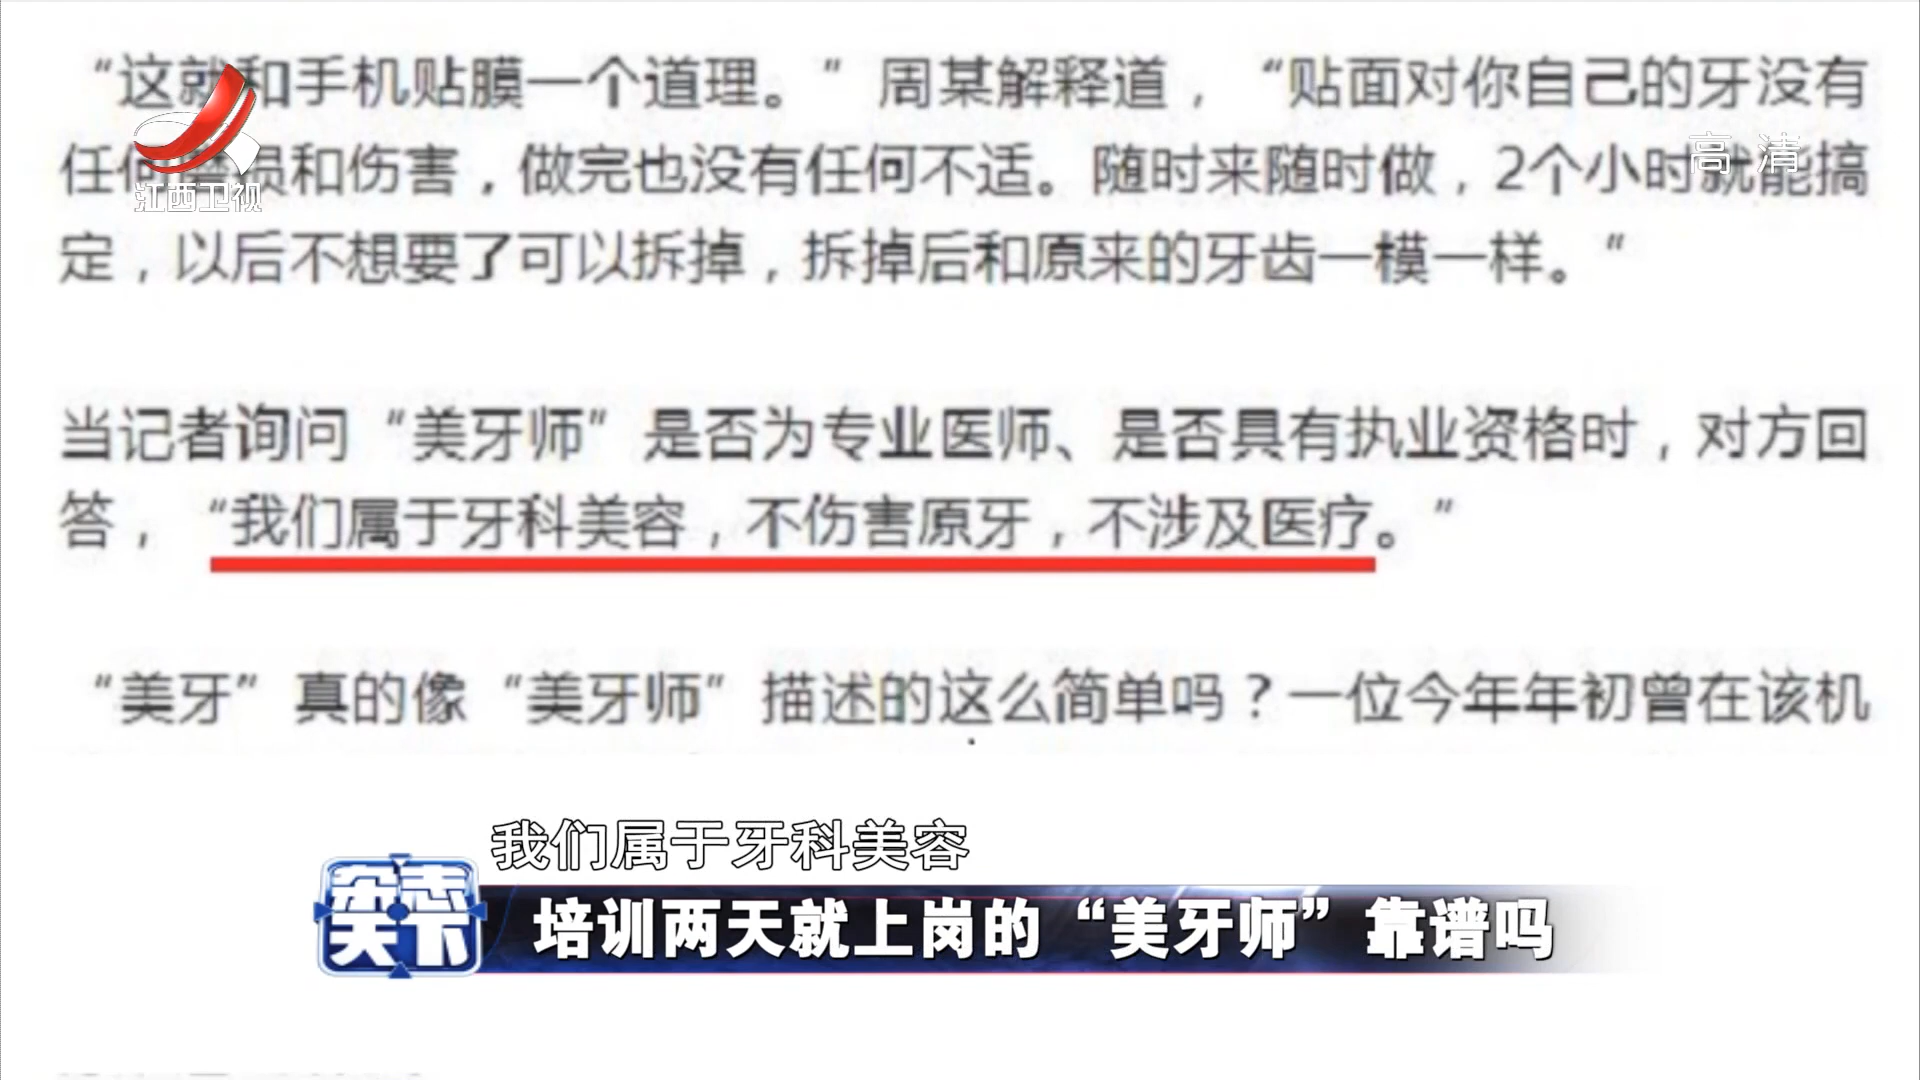 “这就和手机贴膜一个道理。”周某解释道，“贴面对你自己的牙没有
任何磨损和伤害，做完也没有任何不适。随时来随时做，2个小时就能搞
定，以后不想要了可以拆掉，拆掉后和原来的牙齿一模一样。”
江西卫视
高清
当记者询问“美牙师”是否为专业医师、是否具有执业资格时，对方回
答，“我们属于牙科美容，不伤害原牙，不涉及医疗。”
“美牙”真的像“美牙师”描述的这么简单吗？一位今年年初曾在该机
我们属于牙科美容
杂志天下
培训两天就上岗的“美牙师”靠谱吗